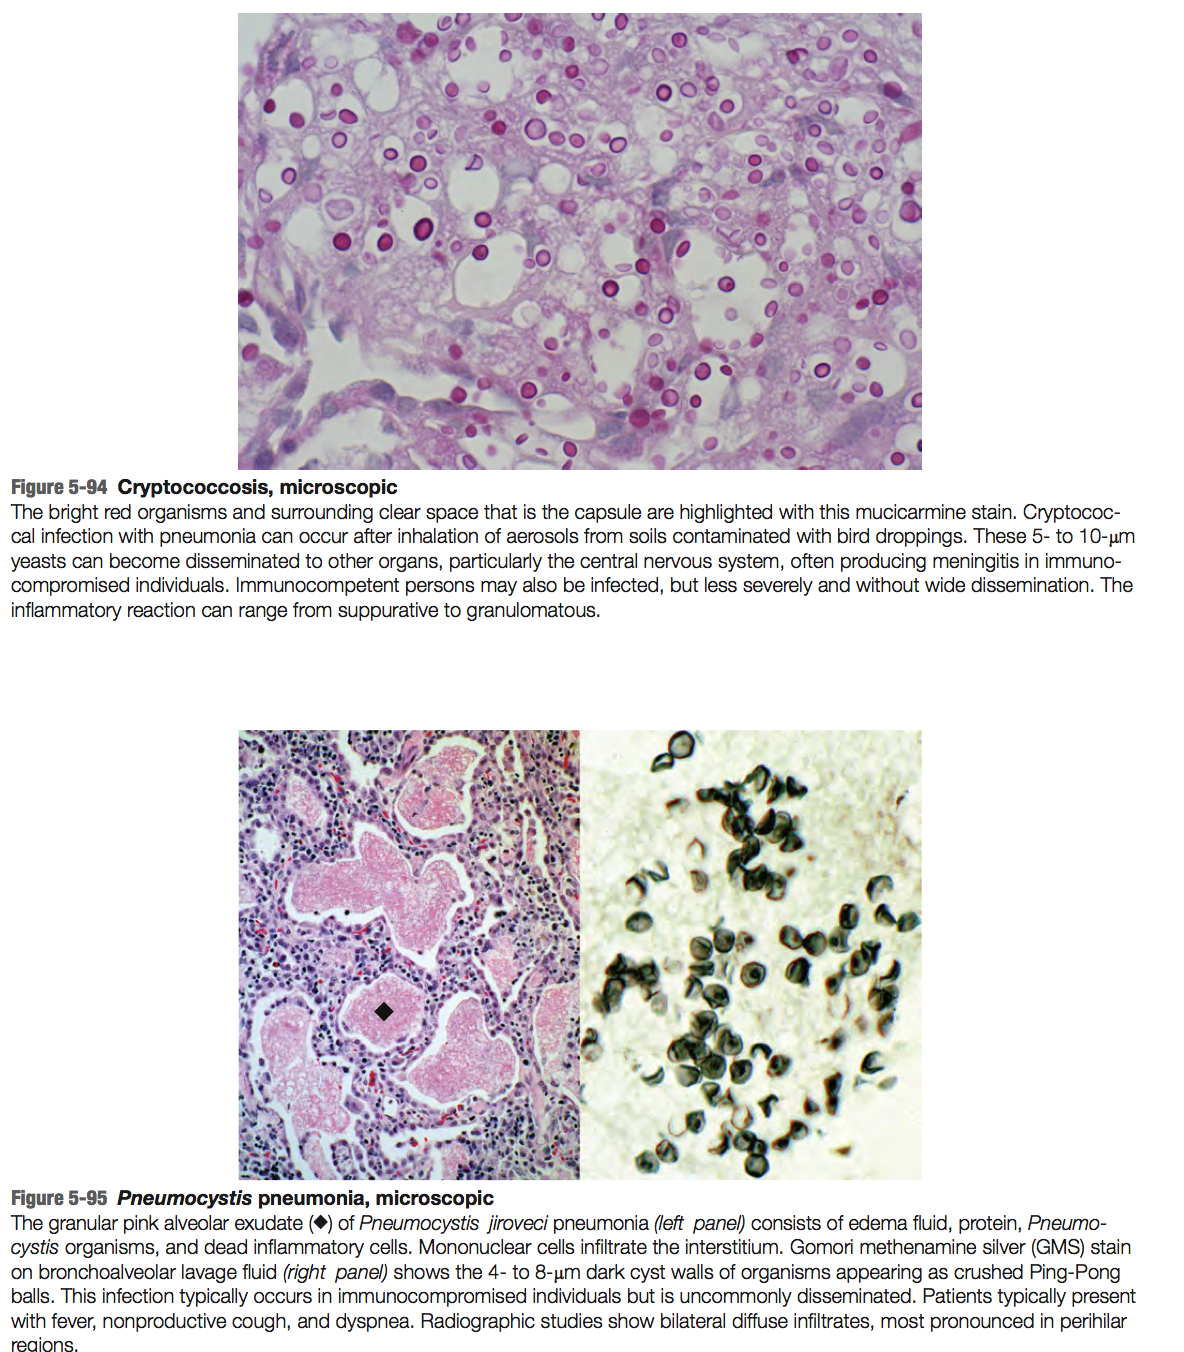 Figure 5-94 Cryptococcosis, microscopic
The bright red organisms and surrounding clear space that is the capsule are highlighted with this mucicarmine stain. Cryptococ-
cal infection with pneumonia can occur after inhalation of aerosols from soils contaminated with bird droppings. These 5- to 10-μm
yeasts can become disseminated to other organs, particularly the central nervous system, often producing meningitis in immuno-
compromised individuals. Immunocompetent persons may also be infected, but less severely and without wide dissemination. The
inflammatory reaction can range from suppurative to granulomatous.
Figure 5-95 Pneumocystis pneumonia, microscopic
The granular pink alveolar exudate (◆) of Pneumocystis jiroveci pneumonia (left panel) consists of edema fluid, protein, Pneumo-
cystis organisms, and dead inflammatory cells. Mononuclear cells infiltrate the interstitium. Gomori methenamine silver (GMS) stain
on bronchoalveolar lavage fluid (right panel) shows the 4- to 8-μm dark cyst walls of organisms appearing as crushed Ping-Pong
balls. This infection typically occurs in immunocompromised individuals but is uncommonly disseminated. Patients typically present
with fever, nonproductive cough, and dyspnea. Radiographic studies show bilateral diffuse infiltrates, most pronounced in perihilar
regions.